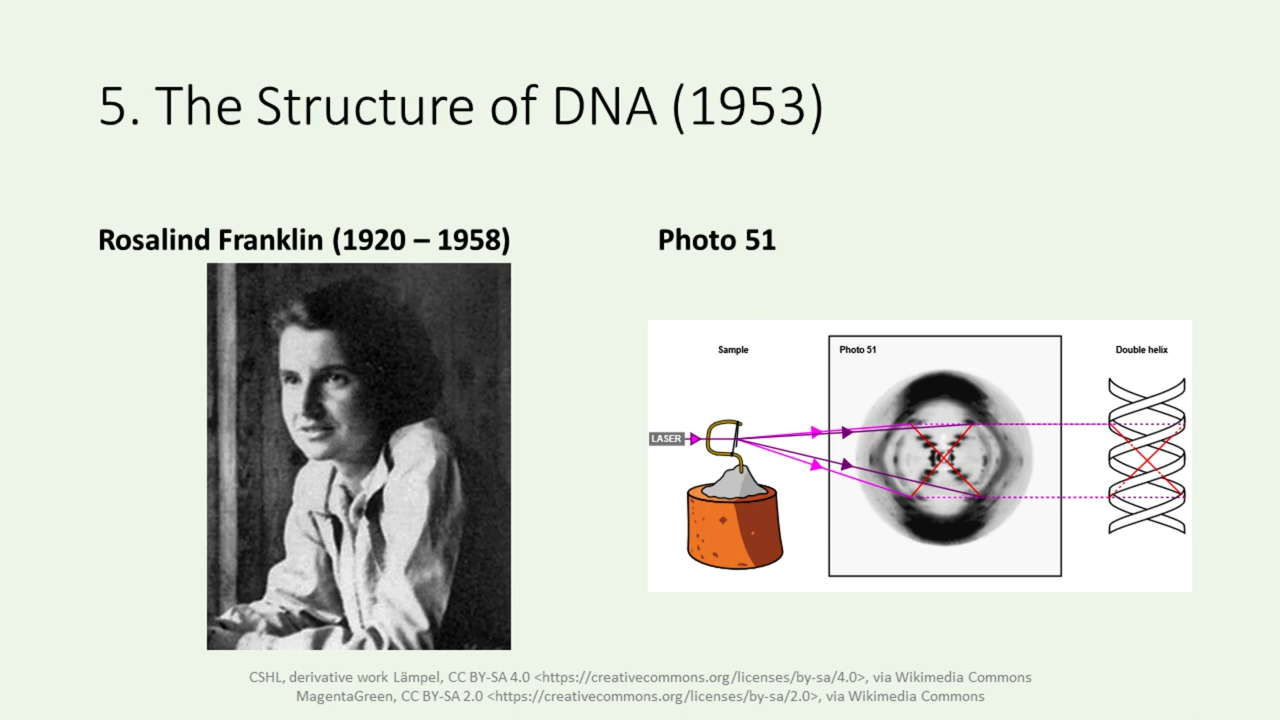 5. The Structure of DNA (1953)
Rosalind Franklin (1920 – 1958)
Photo 51
Sample
Photo 51
Double helix
LASER
CSHL, derivative work Lämpel, CC BY-SA 4.0 <https://creativecommons.org/licenses/by-sa/4.0>, via Wikimedia Commons
MagentaGreen, CC BY-SA 2.0 <https://creativecommons.org/licenses/by-sa/2.0>, via Wikimedia Commons